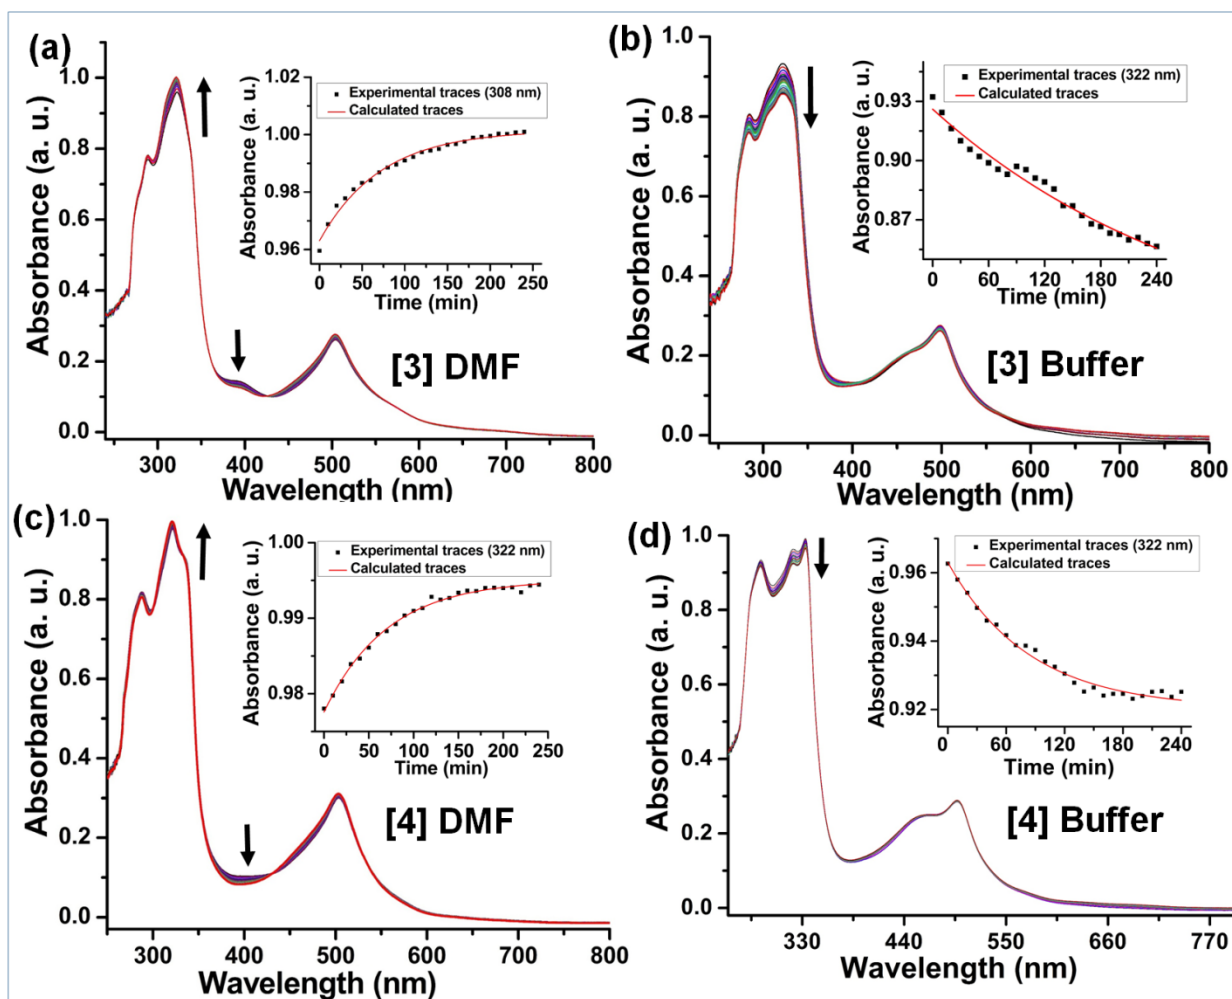 (a)
Absorbance (a. u.)
1.0
0.8
0.6
0.4
0.2
0.0
300 400 500 600 700 800
Wavelength (nm)
[3] DMF
Absorbance (a. u.)
1.02
1.00
0.98
0.96
Experimental traces (308 nm)
Calculated traces
0 50 100 150 200 250
Time (min)
(b)
Absorbance (a. u.)
1.0
0.8
0.6
0.4
0.2
0.0
300 400 500 600 700 800
Wavelength (nm)
[3] Buffer
Absorbance (a. u.)
0.93
0.90
0.87
Experimental traces (322 nm)
Calculated traces
0 60 120 180 240
Time (min)
(c)
Absorbance (a. u.)
1.0
0.8
0.6
0.4
0.2
0.0
300 400 500 600 700 800
Wavelength (nm)
[4] DMF
Absorbance (a. u.)
1.00
0.99
0.98
Experimental traces (322 nm)
Calculated traces
0 50 100 150 200 250
Time (min)
(d)
Absorbance (a. u.)
1.0
0.8
0.6
0.4
0.2
0.0
330 440 550 660 770
Wavelength (nm)
[4] Buffer
Absorbance (a. u.)
0.96
0.94
0.92
Experimental traces (322 nm)
Calculated traces
0 60 120 180 240
Time (min)